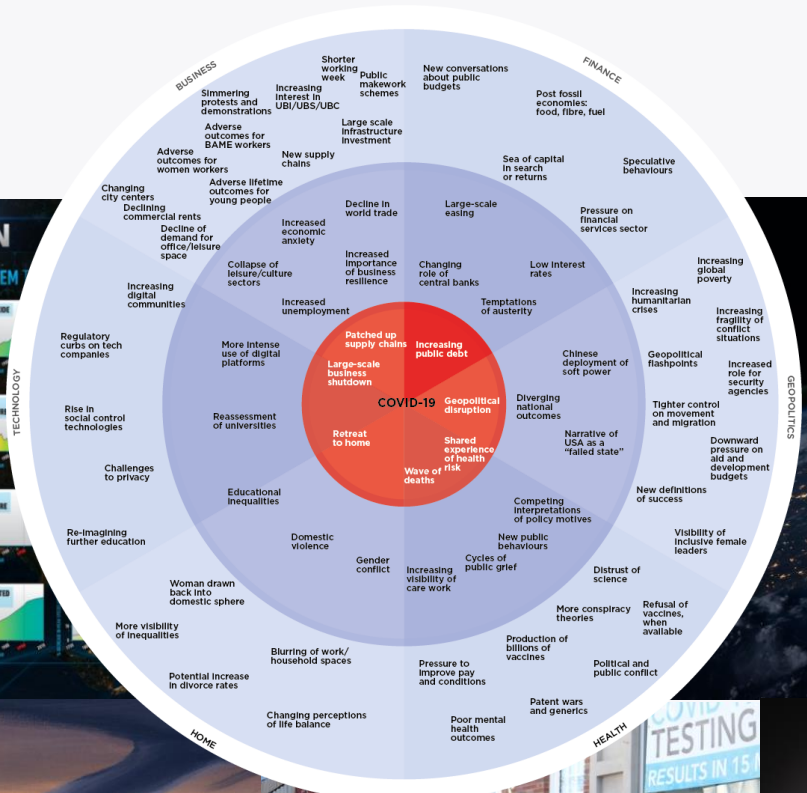 BUSINESS
Shorter
working
week
Public
makework
schemes
Increasing
interest in
UBI/UBS/UBC
Simmering
protests and
demonstrations
Large scale
infrastructure
investment
Adverse
outcomes for
BAME workers
New supply
chains
Adverse
outcomes for
women workers
Adverse lifetime
outcomes for
young people
Changing
city centers
Declining
commercial rents
Decline of
demand for
office/leisure
space
Decline in
world trade
Increased
economic
anxiety
Increased
importance
of business
resilience
Collapse of
leisure/culture
sectors
Increased
unemployment
Patched up
supply chains
Large-scale
business
shutdown
FINANCE
New conversations
about public
budgets
Post fossil
economies:
food, fibre, fuel
Sea of capital
in search
or returns
Speculative
behaviours
Pressure on
financial
services sector
Large-scale
easing
Changing
role of
central banks
Low interest
rates
Temptations
of austerity
Increasing
public debt
COVID-19
GEOPOLITICS
Increasing
global
poverty
Increasing
humanitarian
crises
Increasing
fragility of
conflict
situations
Geopolitical
flashpoints
Increased
role for
security
agencies
Tighter control
on movement
and migration
Downward
pressure on
aid and
development
budgets
New definitions
of success
Visibility of
inclusive female
leaders
Chinese
deployment of
soft power
Diverging
national
outcomes
Narrative of
USA as a
“failed state”
Geopolitical
disruption
TECHNOLOGY
Increasing
digital
communities
Regulatory
curbs on tech
companies
Rise in
social control
technologies
Challenges
to privacy
Re-imagining
further education
More intense
use of digital
platforms
Reassessment
of universities
Educational
inequalities
Retreat
to home
HOME
Domestic
violence
Gender
conflict
Woman drawn
back into
domestic sphere
More visibility
of inequalities
Blurring of work/
household spaces
Potential increase
in divorce rates
Changing perceptions
of life balance
HEALTH
Shared
experience
of health
risk
Wave of
deaths
Competing
interpretations
of policy motives
New public
behaviours
Cycles of
public grief
Increasing
visibility of
care work
Distrust of
science
More conspiracy
theories
Refusal of
vaccines,
when
available
Production of
billions of
vaccines
Political and
public conflict
Pressure to
improve pay
and conditions
Patent wars
and generics
Poor mental
health
outcomes
COVID
TESTING
RESULTS IN 15